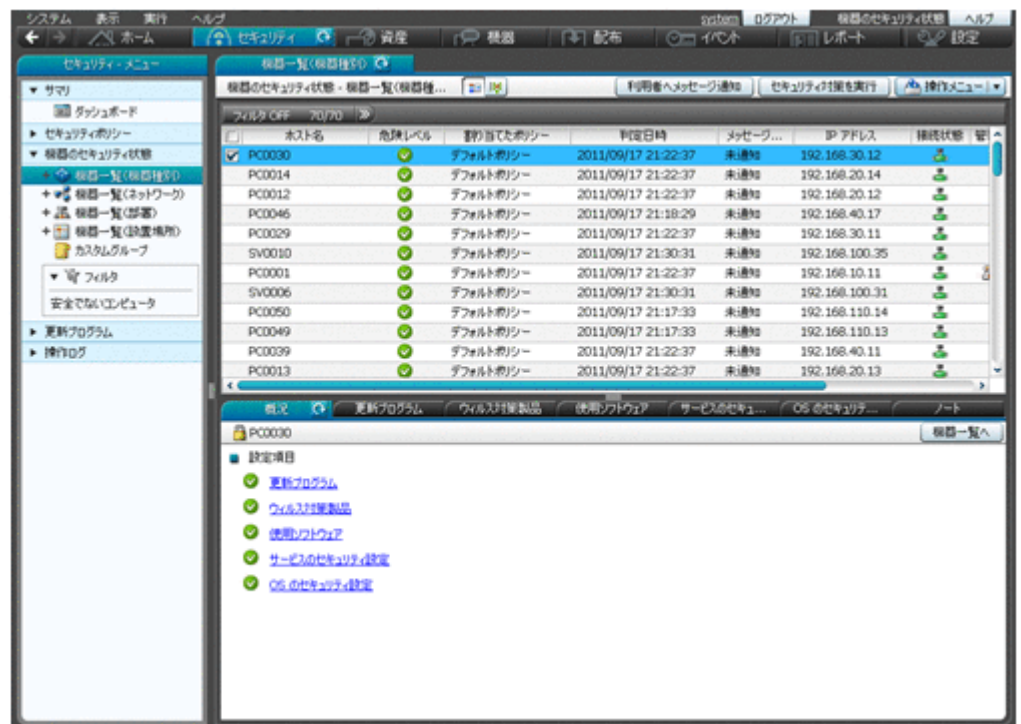 システム 表示 実行 ヘルプ system ログアウト 機器のセキュリティ状態 ヘルプ
ホーム セキュリティ 資産 機器 配布 イベント レポート 設定
セキュリティ - メニュー
▼ サマリ
ダッシュボード
▶ セキュリティポリシー
▼ 機器のセキュリティ状態
+ 機器一覧(機器種別)
+ 機器一覧(ネットワーク)
+ 機器一覧(部署)
+ 機器一覧(設置場所)
カスタムグループ
▼ フィルタ
安全でないコンピュータ
▶ 更新プログラム
▶ 操作ログ
機器一覧(機器種別)
機器のセキュリティ状態 - 機器一覧(機器種... 利用者へメッセージ通知 セキュリティ対策を実行 操作メニュー
フィルタ OFF 70/70
ホスト名 危険レベル 割り当てたポリシー 判定日時 メッセージ... IP アドレス 接続状態 管
PC0030 デフォルトポリシー 2011/09/17 21:22:37 未通知 192.168.30.12
PC0014 デフォルトポリシー 2011/09/17 21:22:37 未通知 192.168.20.14
PC0012 デフォルトポリシー 2011/09/17 21:22:37 未通知 192.168.20.12
PC0046 デフォルトポリシー 2011/09/17 21:18:29 未通知 192.168.40.17
PC0029 デフォルトポリシー 2011/09/17 21:22:37 未通知 192.168.30.11
SV0010 デフォルトポリシー 2011/09/17 21:30:31 未通知 192.168.100.35
PC0001 デフォルトポリシー 2011/09/17 21:22:37 未通知 192.168.10.11
SV0006 デフォルトポリシー 2011/09/17 21:30:31 未通知 192.168.100.31
PC0050 デフォルトポリシー 2011/09/17 21:17:33 未通知 192.168.110.14
PC0049 デフォルトポリシー 2011/09/17 21:17:33 未通知 192.168.110.13
PC0039 デフォルトポリシー 2011/09/17 21:22:37 未通知 192.168.40.11
PC0013 デフォルトポリシー 2011/09/17 21:22:37 未通知 192.168.20.13
概況 更新プログラム ウィルス対策製品 使用ソフトウェア サービスのセキュ... OS のセキュリテ... ノート
PC0030 機器一覧へ
設定項目
更新プログラム
ウィルス対策製品
使用ソフトウェア
サービスのセキュリティ設定
OS のセキュリティ設定